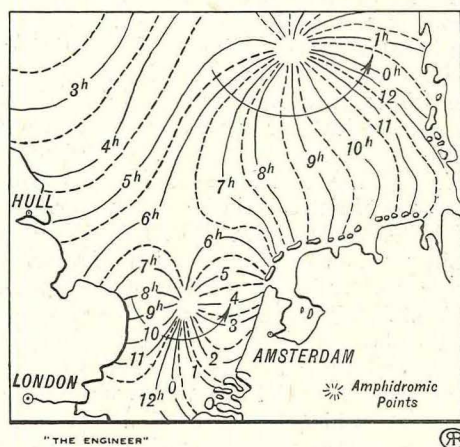 1h
0h
12
11
10h
9h
8h
7h
3h
4h
5h
6h
HULL
6h
5
4
3
2
1
0
12h
7h
8h
9h
10
11
AMSTERDAM
LONDON
Amphidromic
Points
"THE ENGINEER"